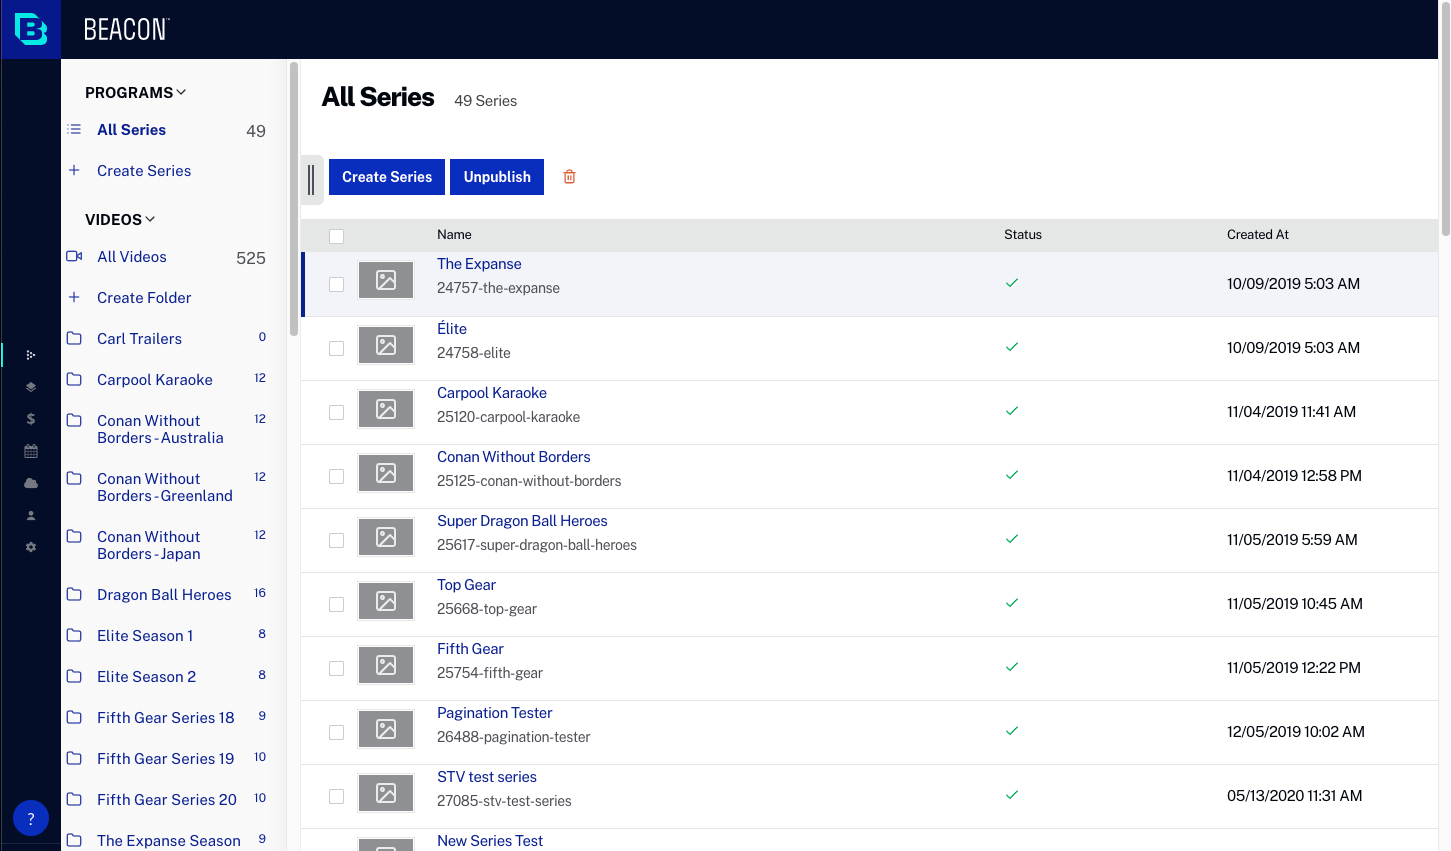 BEACON™
PROGRAMS
All Series 49
Create Series
VIDEOS
All Videos 525
Create Folder
Carl Trailers 0
Carpool Karaoke 12
Conan Without 12
Borders - Australia
Conan Without 12
Borders - Greenland
Conan Without 12
Borders - Japan
Dragon Ball Heroes 16
Elite Season 1 8
Elite Season 2 8
Fifth Gear Series 18 9
Fifth Gear Series 19 10
Fifth Gear Series 20 10
The Expanse Season 9
?
All Series 49 Series
Create Series Unpublish
Name Status Created At
The Expanse
24757-the-expanse
10/09/2019 5:03 AM
Élite
24758-elite
10/09/2019 5:03 AM
Carpool Karaoke
25120-carpool-karaoke
11/04/2019 11:41 AM
Conan Without Borders
25125-conan-without-borders
11/04/2019 12:58 PM
Super Dragon Ball Heroes
25617-super-dragon-ball-heroes
11/05/2019 5:59 AM
Top Gear
25668-top-gear
11/05/2019 10:45 AM
Fifth Gear
25754-fifth-gear
11/05/2019 12:22 PM
Pagination Tester
26488-pagination-tester
12/05/2019 10:02 AM
STV test series
27085-stv-test-series
05/13/2020 11:31 AM
New Series Test